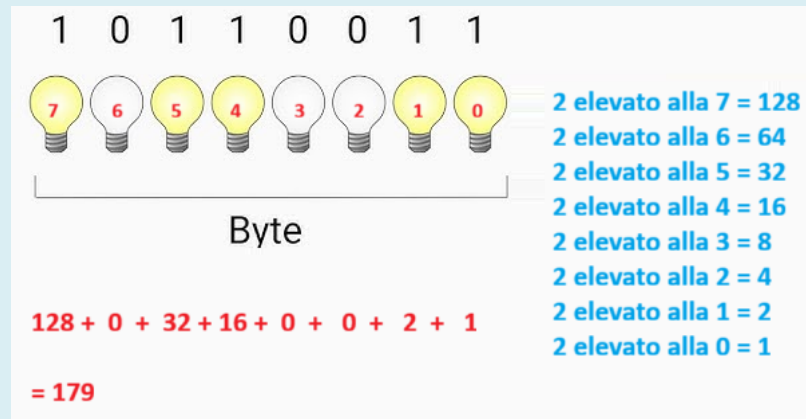 1 0 1 1 0 0 1 1
7 6 5 4 3 2 1 0
Byte
128 + 0 + 32 + 16 + 0 + 0 + 2 + 1
= 179
2 elevato alla 7 = 128
2 elevato alla 6 = 64
2 elevato alla 5 = 32
2 elevato alla 4 = 16
2 elevato alla 3 = 8
2 elevato alla 2 = 4
2 elevato alla 1 = 2
2 elevato alla 0 = 1